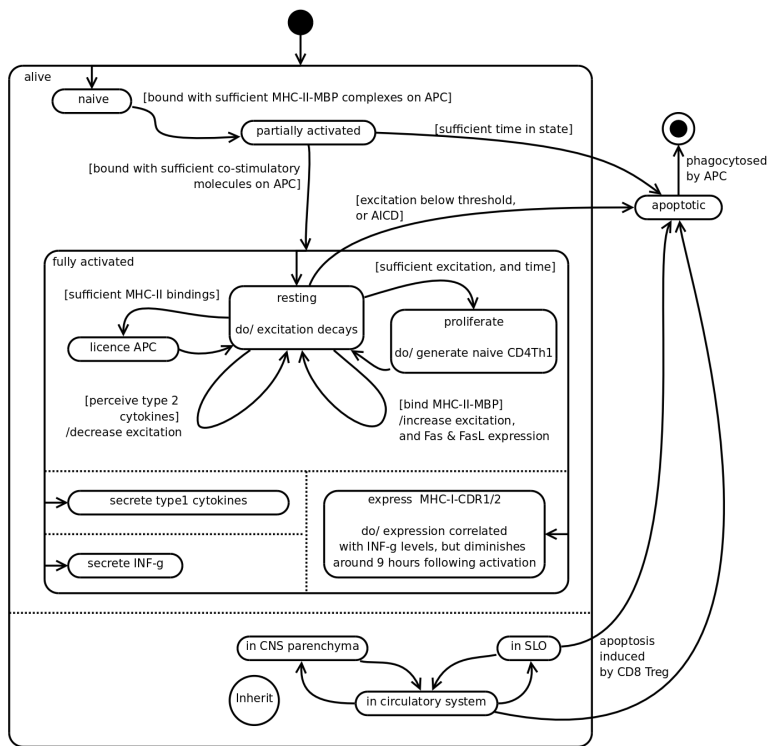 alive
naive
[bound with sufficient MHC-II-MBP complexes on APC]
partially activated
[sufficient time in state]
[bound with sufficient co-stimulatory
molecules on APC]
phagocytosed
by APC
[excitation below threshold,
or AICD]
apoptotic
fully activated
[sufficient excitation, and time]
[sufficient MHC-II bindings]
resting
do/ excitation decays
proliferate
do/ generate naive CD4Th1
licence APC
[perceive type 2
cytokines]
/decrease excitation
[bind MHC-II-MBP]
/increase excitation,
and Fas & FasL expression
secrete type1 cytokines
express MHC-I-CDR1/2
do/ expression correlated
with INF-g levels, but diminishes
around 9 hours following activation
secrete INF-g
in CNS parenchyma
in SLO
apoptosis
induced
by CD8 Treg
Inherit
in circulatory system